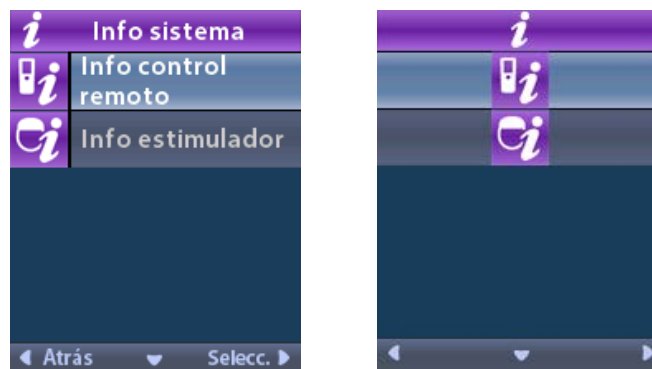 Info sistema
Info control
remoto
Info estimulador
Atrás Selecc.